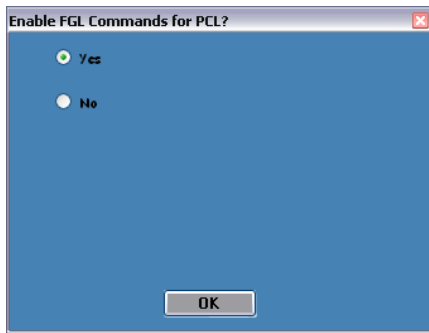 Enable FGL Commands for PCL?
Yes
No
OK